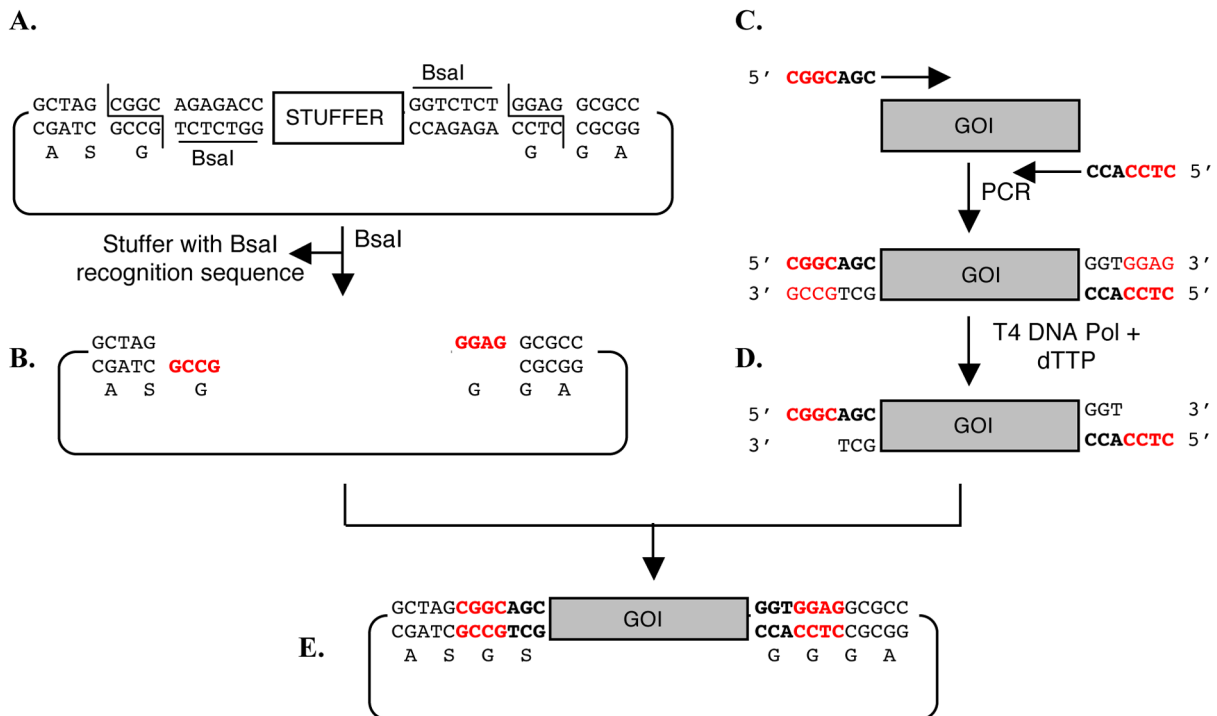 A.
BsaI
GCTAG CGGC AGAGACC STUFFER GGTCTCT GGAG GCGCC
CGATC GCCG TCTCTGG CCAGAGA CCTC CGCGG
A S G BsaI G G A
Stuffer with BsaI
recognition sequence
BsaI
B.
GCTAG GGAG GCGCC
CGATC GCCG CGCGG
A S G G G A
C.
5’ CGGCAGC
GOI
CCACCTC 5’
PCR
5’ CGGCAGC GOI GGTGGAG 3’
3’ GCCGTCG CCACCTC 5’
T4 DNA Pol +
dTTP
D.
5’ CGGCAGC GOI GGT 3’
3’ TCG CCACCTC 5’
E.
GCTAGCGGCAGC GOI GGTGGAGGCGCC
CGATCGCCGTCG CCACCTCCGCGG
A S G S G G G A